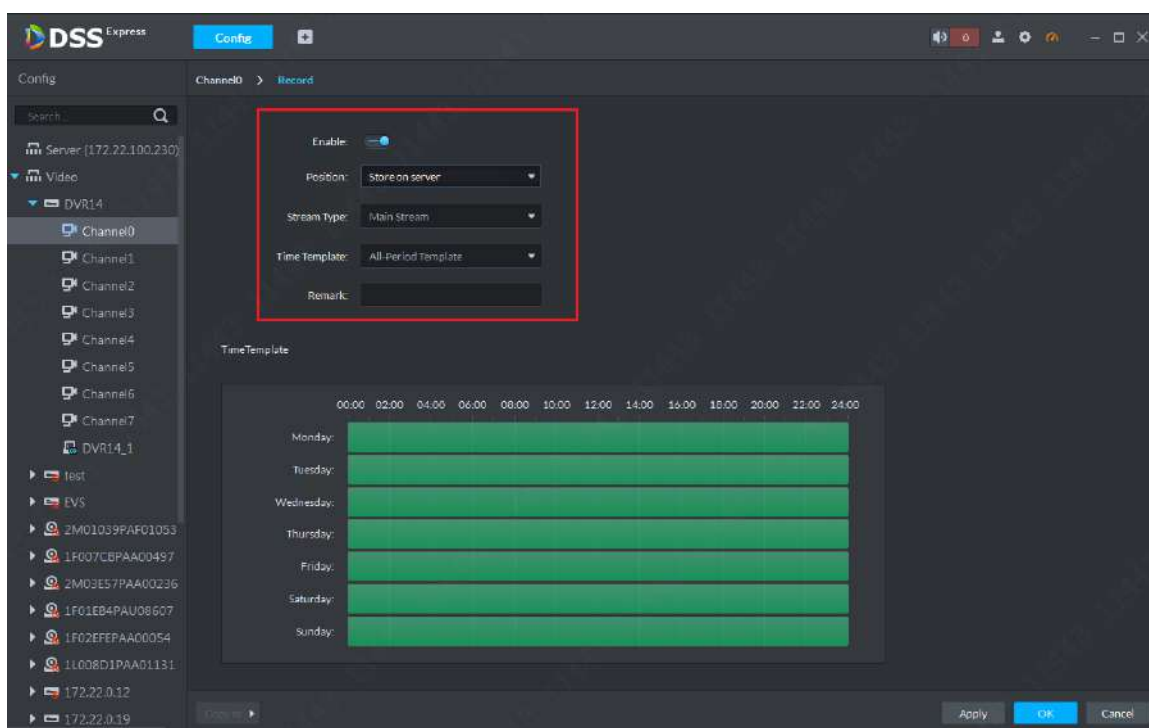 DSS Express
Config
Config
Channel0 > Record
Search...
Server (172.22.100.230)
Video
DVR14
Channel0
Channel1
Channel2
Channel3
Channel4
Channel5
Channel6
Channel7
DVR14_1
test
EVS
2M01039PAF01053
1F007CBPAA00497
2M03E57PAA00236
1F01EB4PAU08607
1F02EFEPAA00054
1L008D1PAA01131
172.22.0.12
172.22.0.19
Enable:
Position: Store on server
Stream Type: Main Stream
Time Template: All-Period Template
Remark:
TimeTemplate
00:00 02:00 04:00 06:00 08:00 10:00 12:00 14:00 16:00 18:00 20:00 22:00 24:00
Monday:
Tuesday:
Wednesday:
Thursday:
Friday:
Saturday:
Sunday:
Apply OK Cancel